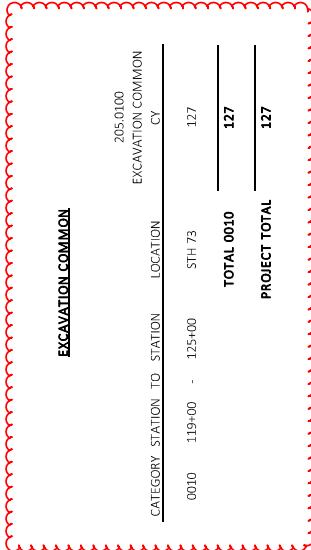 EXCAVATION COMMON
205.0100
EXCAVATION COMMON
CATEGORY STATION TO STATION LOCATION CY
0010 119+00 - 125+00 STH 73 127
TOTAL 0010 127
PROJECT TOTAL 127